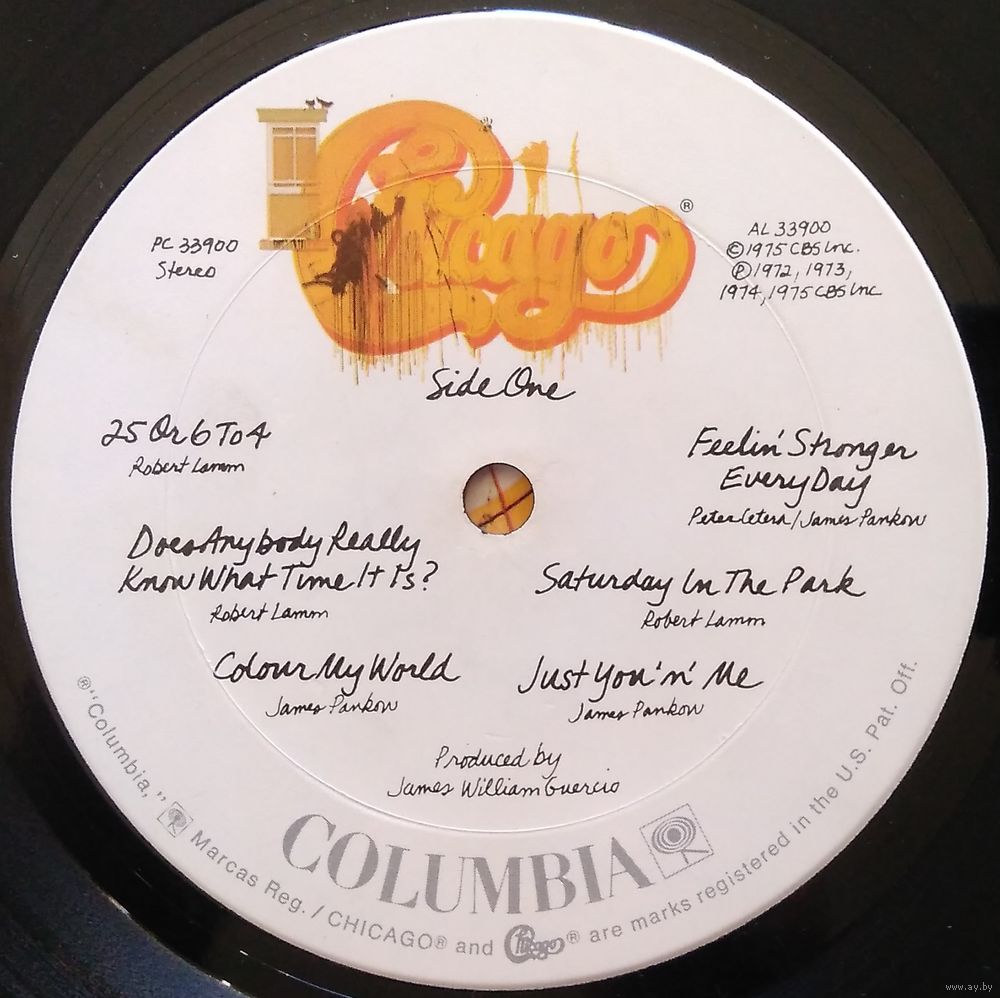 Chicago ®
PC 33900
Stereo
AL 33900
©1975 CBS Inc.
℗1972, 1973,
1974, 1975 CBS Inc
Side One
25 Or 6 To 4
Robert Lamm
Does Anybody Really
Know What Time It Is?
Robert Lamm
Colour My World
James Pankow
Feelin' Stronger
Every Day
Peter Cetera/James Pankow
Saturday In The Park
Robert Lamm
Just You 'n' Me
James Pankow
Produced by
James William Guercio
COLUMBIA
® "Columbia," Marcas Reg. / CHICAGO® and Chicago ® are marks registered in the U.S. Pat. Off.
www.ay.by